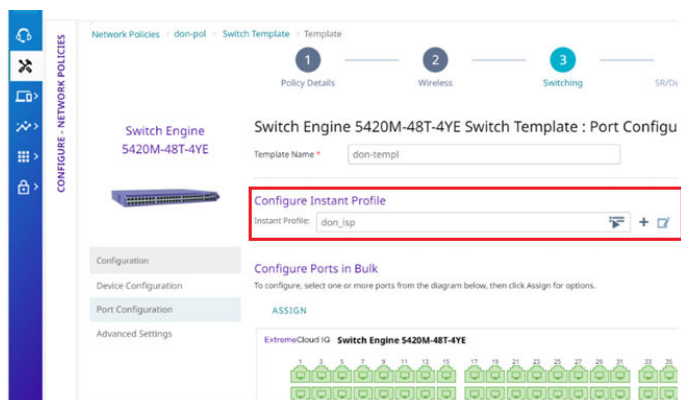 Network Policies > don-pol > Switch Template > Template
1
2
3
Policy Details
Wireless
Switching
SR/De
CONFIGURE - NETWORK POLICIES
Switch Engine
5420M-48T-4YE
Switch Engine 5420M-48T-4YE Switch Template : Port Configu
Template Name *
don-templ
Configure Instant Profile
Instant Profile:
don_isp
Configuration
Device Configuration
Port Configuration
Advanced Settings
Configure Ports in Bulk
To configure, select one or more ports from the diagram below, then click Assign for options.
ASSIGN
ExtremeCloud IQ Switch Engine 5420M-48T-4YE
1 3 5 7 9 11 13 15 17 19 21 23 25 27 29 31 33 35